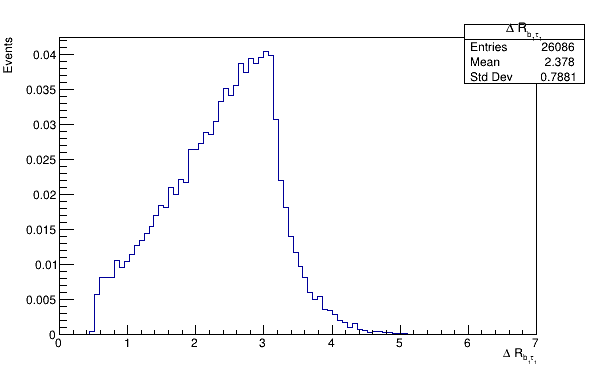 Δ R_{b₁τ₁}
Entries 26086
Mean 2.378
Std Dev 0.7881
Events
0.04
0.035
0.03
0.025
0.02
0.015
0.01
0.005
0
0 1 2 3 4 5 6 7
Δ R_{b₁τ₁}